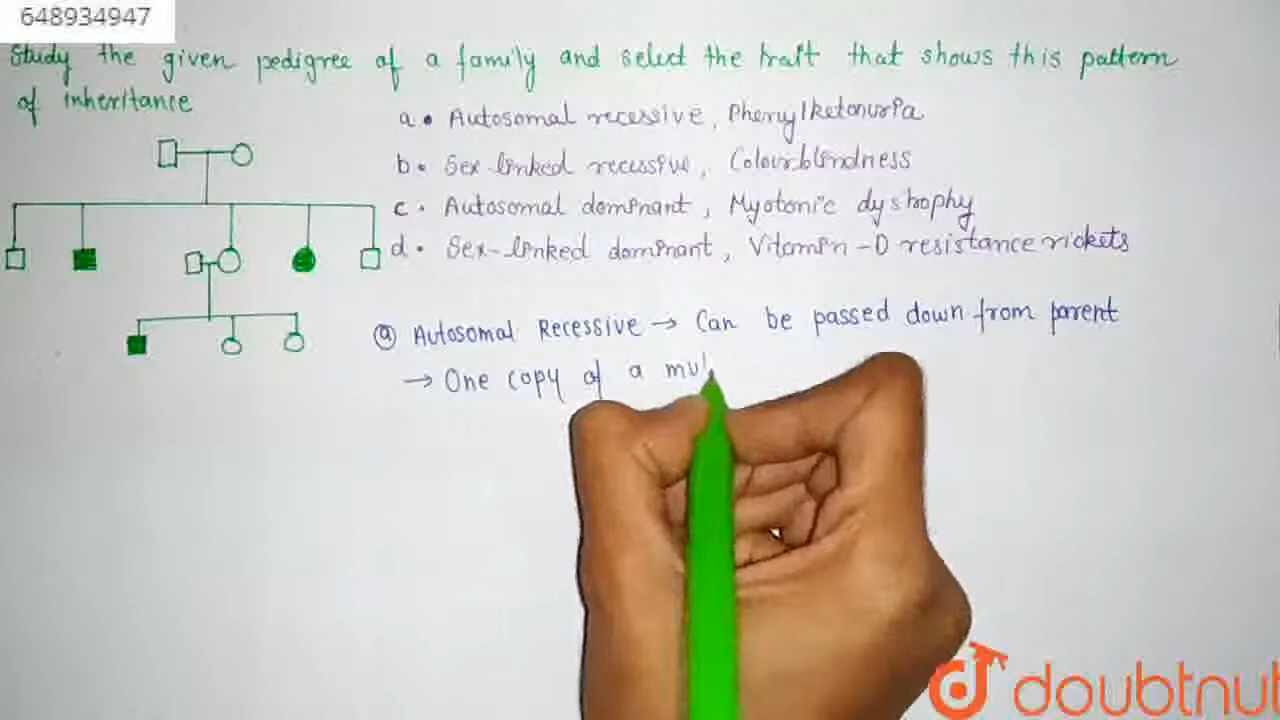 648934947
Study the given pedigree of a family and select the trait that shows this pattern
of inheritance
a. Autosomal recessive, Phenylketonuria
b. Sex-linked recessive, Colourblindness
c. Autosomal dominant, Myotonic dystrophy
d. Sex-linked dominant, Vitamin-D resistance rickets
ⓐ Autosomal Recessive → Can be passed down from parent
→ One copy of a mu
doubtnut